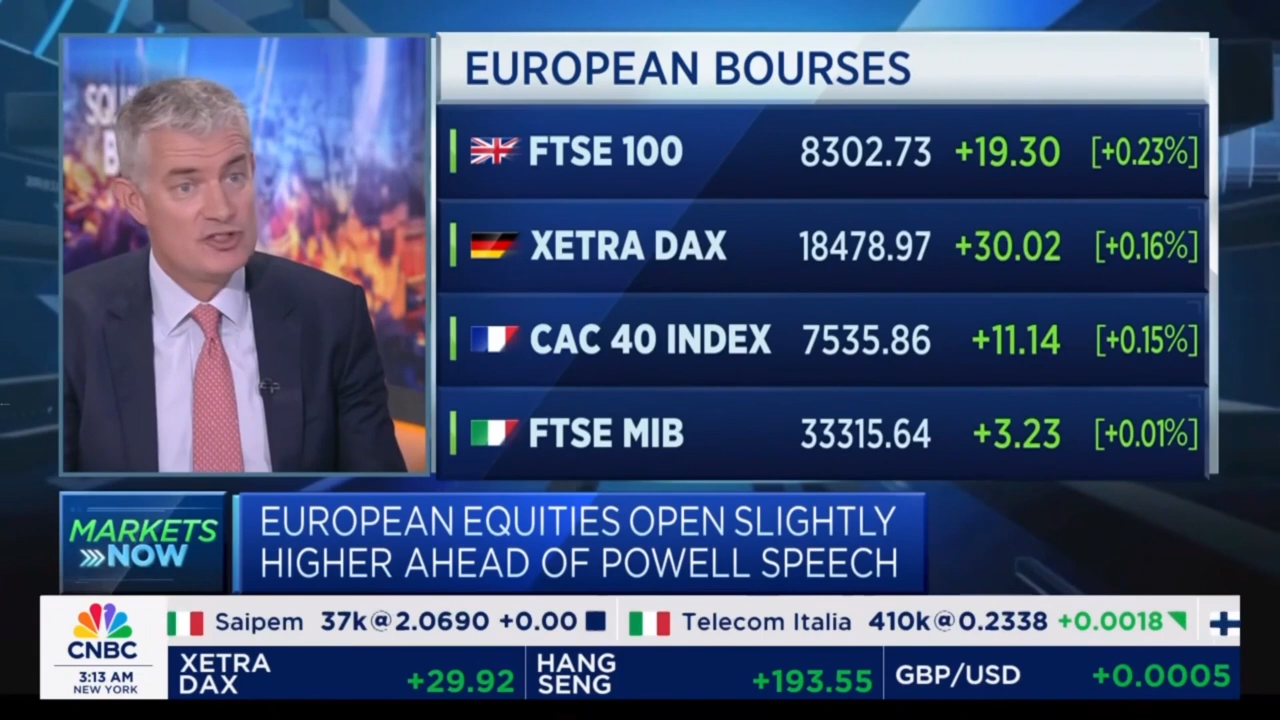 EUROPEAN BOURSES
FTSE 100 8302.73 +19.30 [+0.23%]
XETRA DAX 18478.97 +30.02 [+0.16%]
CAC 40 INDEX 7535.86 +11.14 [+0.15%]
FTSE MIB 33315.64 +3.23 [+0.01%]
MARKETS
NOW
EUROPEAN EQUITIES OPEN SLIGHTLY
HIGHER AHEAD OF POWELL SPEECH
Saipem 37k@2.0690 +0.00 Telecom Italia 410k@0.2338 +0.0018
CNBC
3:13 AM
NEW YORK
XETRA
DAX +29.92
HANG
SENG +193.55
GBP/USD +0.0005